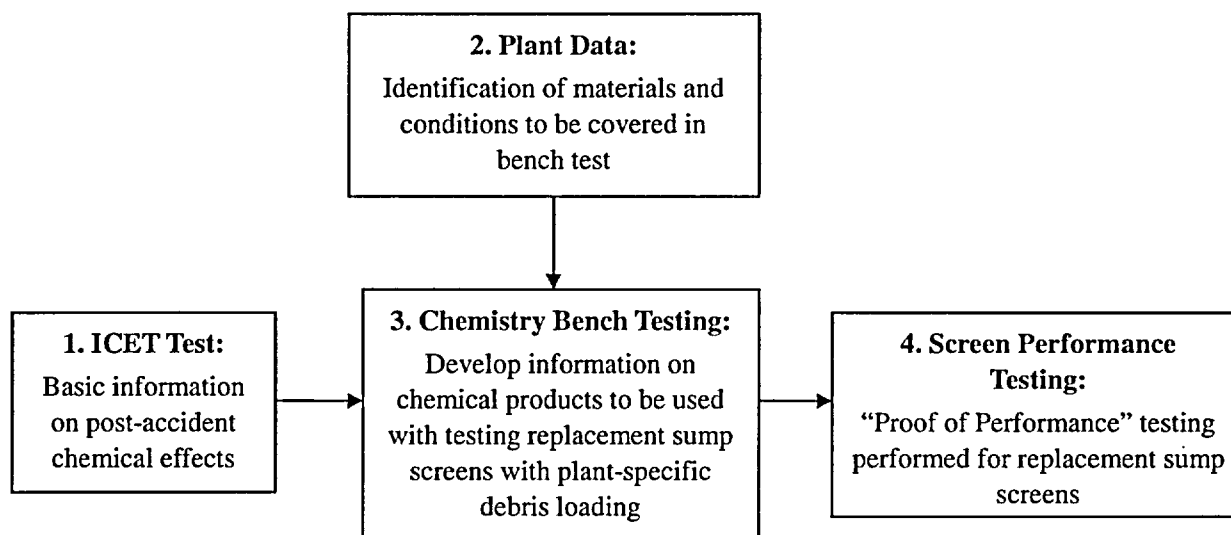 2. Plant Data:
Identification of materials and
conditions to be covered in
bench test
1. ICET Test:
Basic information
on post-accident
chemical effects
3. Chemistry Bench Testing:
Develop information on
chemical products to be used
with testing replacement sump
screens with plant-specific
debris loading
4. Screen Performance
Testing:
“Proof of Performance” testing
performed for replacement sump
screens